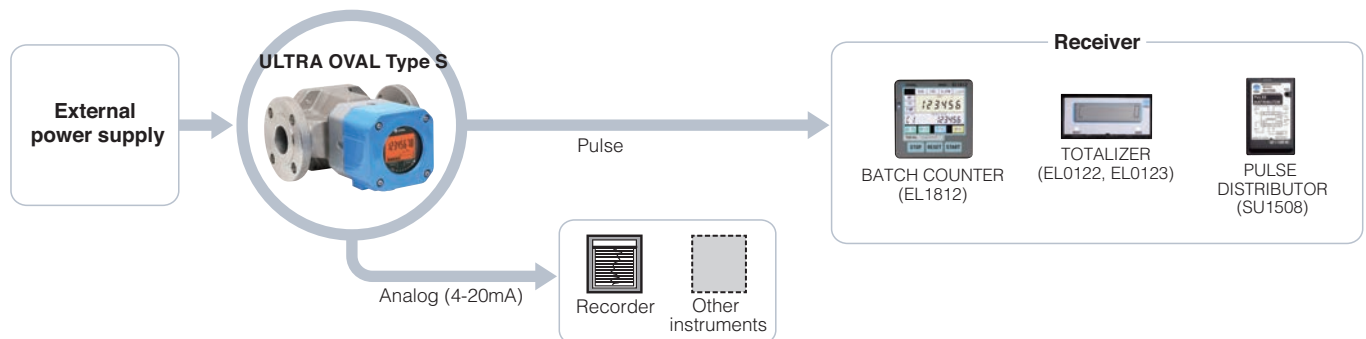 External
power supply
ULTRA OVAL Type S
Pulse
Analog (4-20mA)
Recorder
Other
instruments
Receiver
BATCH COUNTER
(EL1812)
TOTALIZER
(EL0122, EL0123)
PULSE
DISTRIBUTOR
(SU1508)
123456
123456
STOP RESET START